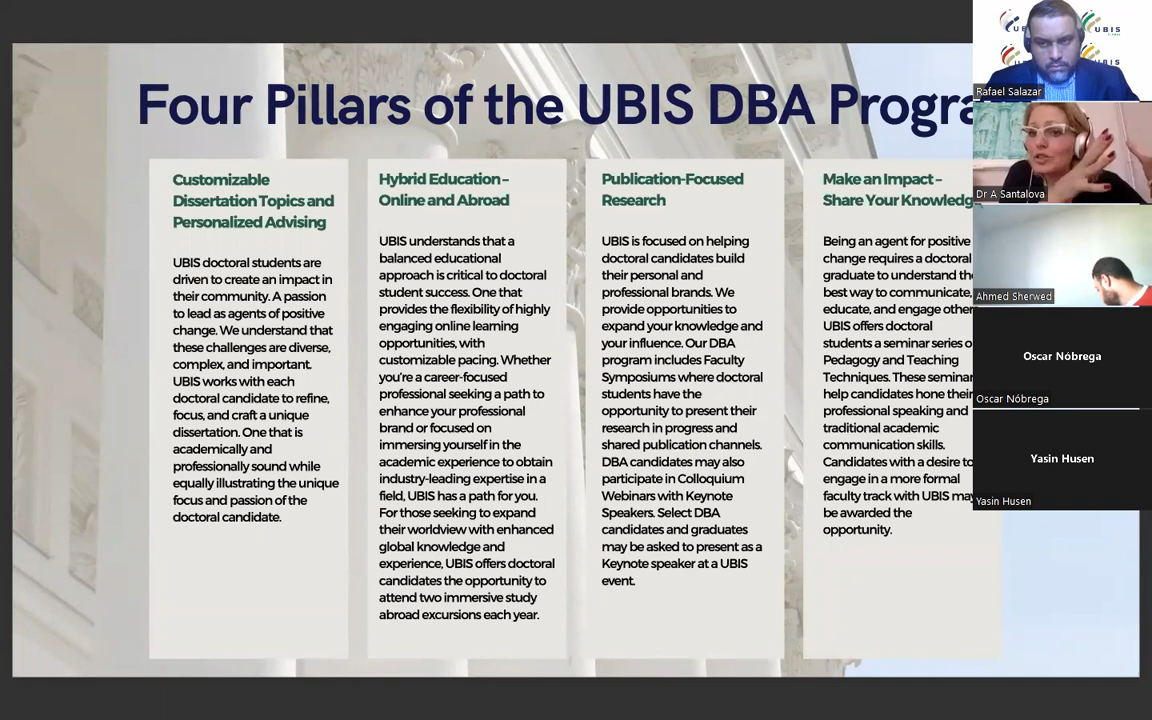 Four Pillars of the UBIS DBA Progra
Customizable
Dissertation Topics and
Personalized Advising
UBIS doctoral students are
driven to create an impact in
their community. A passion
to lead as agents of positive
change. We understand that
these challenges are diverse,
complex, and important.
UBIS works with each
doctoral candidate to refine,
focus, and craft a unique
dissertation. One that is
academically and
professionally sound while
equally illustrating the unique
focus and passion of the
doctoral candidate.
Hybrid Education –
Online and Abroad
UBIS understands that a
balanced educational
approach is critical to doctoral
student success. One that
provides the flexibility of highly
engaging online learning
opportunities, with
customizable pacing. Whether
you're a career-focused
professional seeking a path to
enhance your professional
brand or focused on
immersing yourself in the
academic experience to obtain
industry-leading expertise in a
field, UBIS has a path for you.
For those seeking to expand
their worldview with enhanced
global knowledge and
experience, UBIS offers doctoral
candidates the opportunity to
attend two immersive study
abroad excursions each year.
Publication-Focused
Research
UBIS is focused on helping
doctoral candidates build
their personal and
professional brands. We
provide opportunities to
expand your knowledge and
your influence. Our DBA
program includes Faculty
Symposiums where doctoral
students have the
opportunity to present their
research in progress and
shared publication channels.
DBA candidates may also
participate in Colloquium
Webinars with Keynote
Speakers. Select DBA
candidates and graduates
may be asked to present as a
Keynote speaker at a UBIS
event.
Make an Impact –
Share Your Knowledg
Being an agent for positive
change requires a doctoral
graduate to understand the
best way to communicate,
educate, and engage other
UBIS offers doctoral
students a seminar series o
Pedagogy and Teaching
Techniques. These seminar
help candidates hone their
professional speaking and
traditional academic
communication skills.
Candidates with a desire to
engage in a more formal
faculty track with UBIS may
be awarded the
opportunity.
UBIS
UBIS
Rafael Salazar
Dr A Santalova
Ahmed Sherwed
Oscar Nóbrega
Oscar Nóbrega
Yasin Husen
Yasin Husen